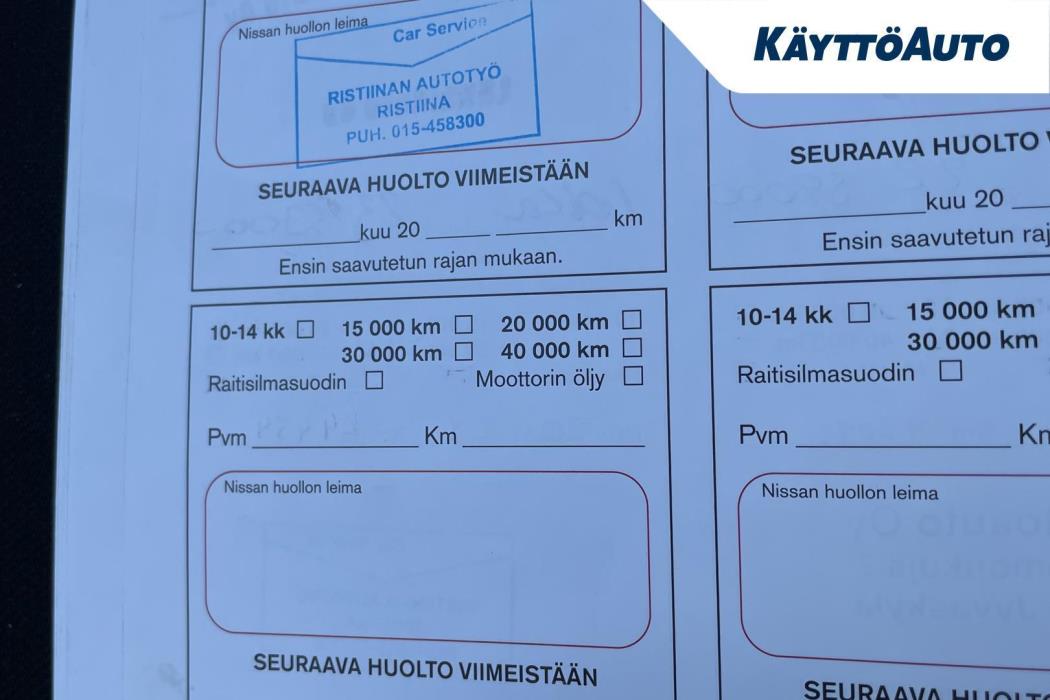 KÄYTTÖAUTO
Nissan huollon leima
Car Service
RISTIINAN AUTOTYÖ
RISTIINA
PUH. 015-458300
SEURAAVA HUOLTO VIIMEISTÄÄN
kuu 20 km
Ensin saavutetun rajan mukaan.
10-14 kk 15 000 km 20 000 km
30 000 km 40 000 km
Raitisilmasuodin Moottorin öljy
Pvm Km
Nissan huollon leima
SEURAAVA HUOLTO VIIMEISTÄÄN
SEURAAVA HUOLTO
kuu 20
Ensin saavutetun raj
10-14 kk 15 000 km
30 000 km
Raitisilmasuodin
Pvm Km
Nissan huollon leima
SEURAAVA HUOLTO